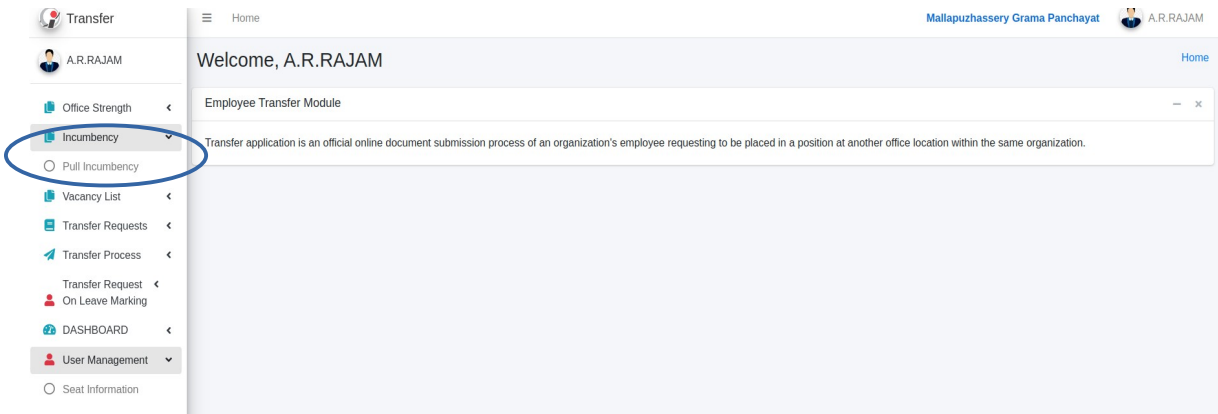 Transfer
Home
Mallapuzhassery Grama Panchayat
A.R.RAJAM
A.R.RAJAM
Welcome, A.R.RAJAM
Home
Office Strength
Incumbency
Pull Incumbency
Vacancy List
Transfer Requests
Transfer Process
Transfer Request
On Leave Marking
DASHBOARD
User Management
Seat Information
Employee Transfer Module
Transfer application is an official online document submission process of an organization's employee requesting to be placed in a position at another office location within the same organization.